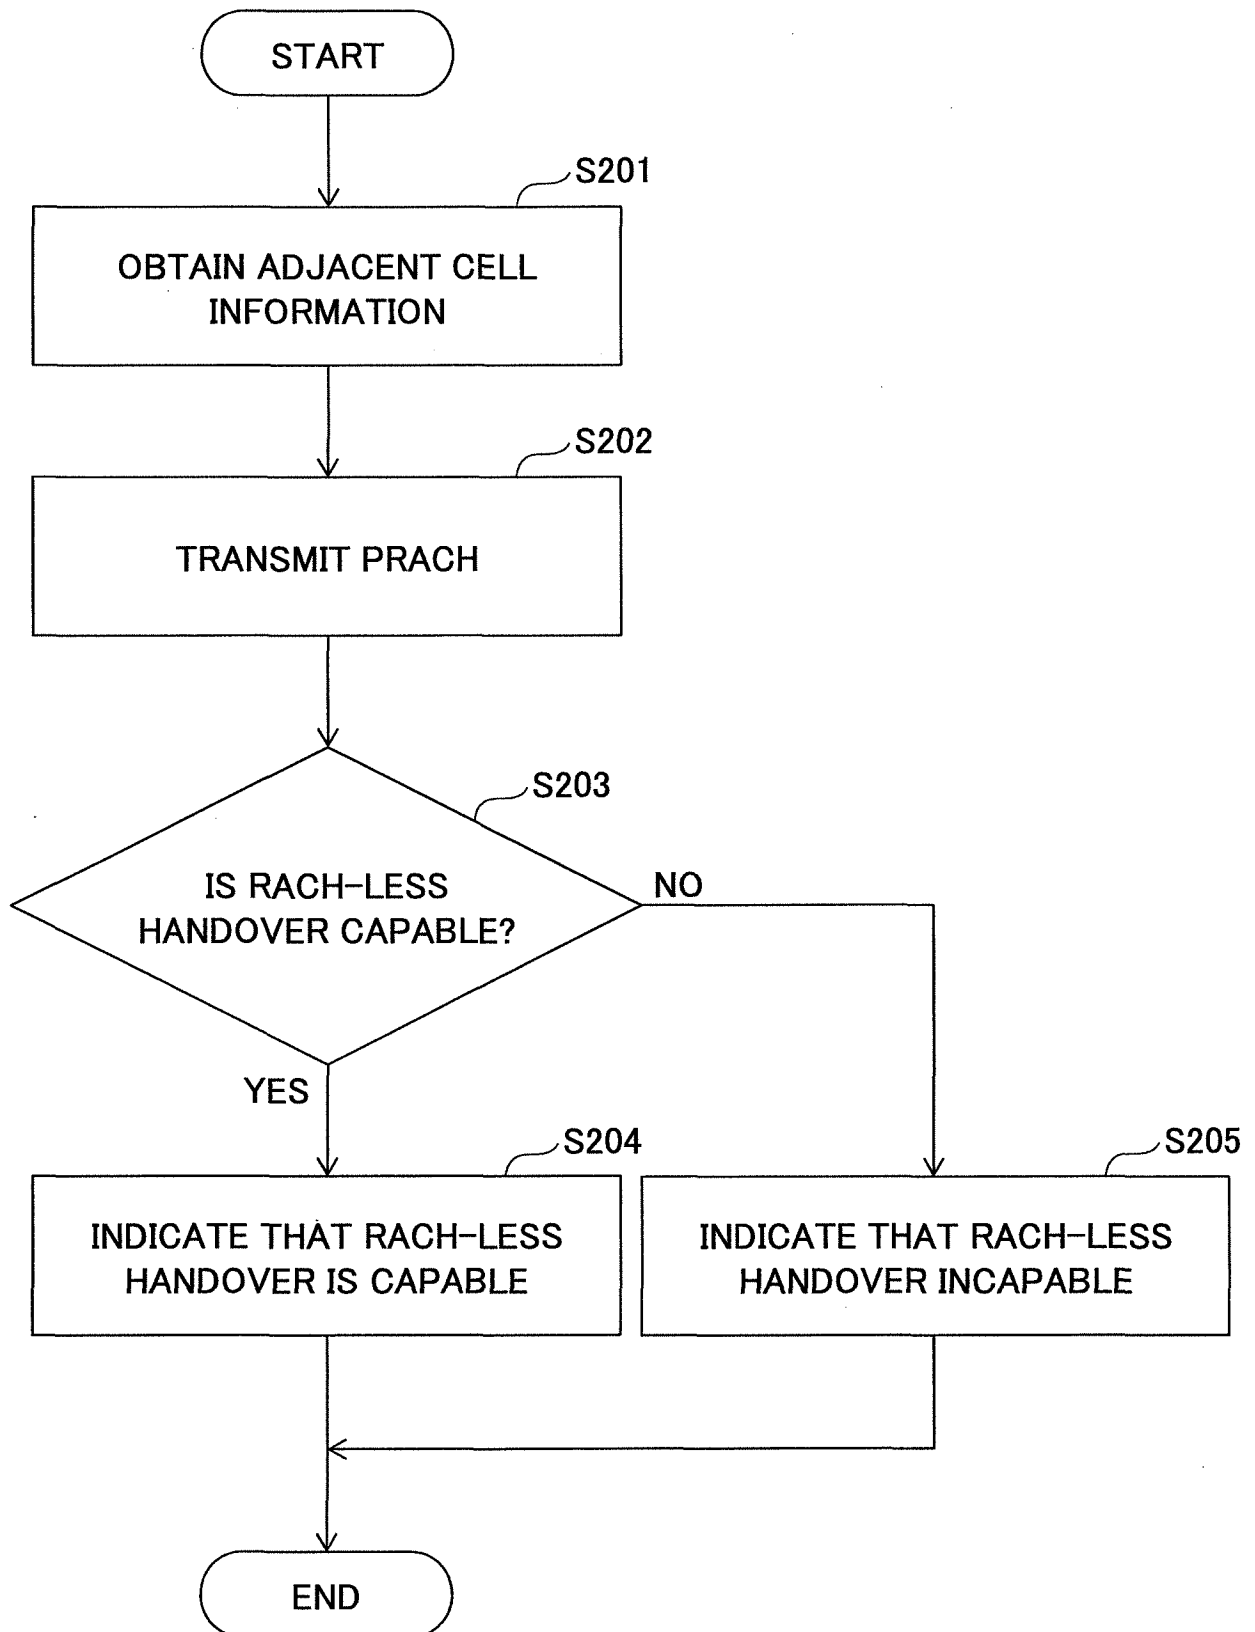 START
S201
OBTAIN ADJACENT CELL
INFORMATION
S202
TRANSMIT PRACH
S203
IS RACH-LESS
HANDOVER CAPABLE?
NO
YES
S204
INDICATE THAT RACH-LESS
HANDOVER IS CAPABLE
S205
INDICATE THAT RACH-LESS
HANDOVER INCAPABLE
END